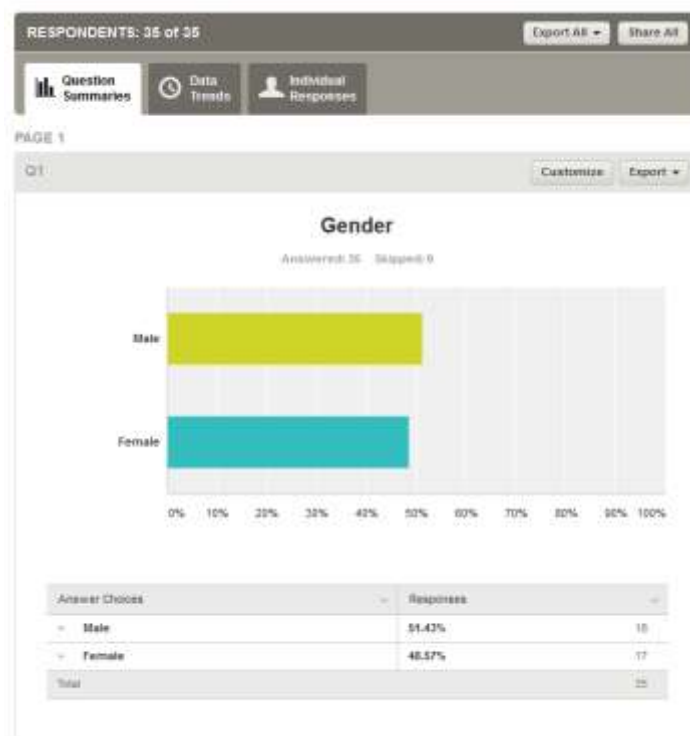 RESPONDENTS: 35 of 35
Export All
Share All
Question Summaries
Data Trends
Individual Responses
PAGE 1
Q1
Customize
Export
Gender
Answered: 35 Skipped: 0
Male
Female
0% 10% 20% 30% 40% 50% 60% 70% 80% 90% 100%
Answer Choices Responses
Male 51.43% 18
Female 48.57% 17
Total 35